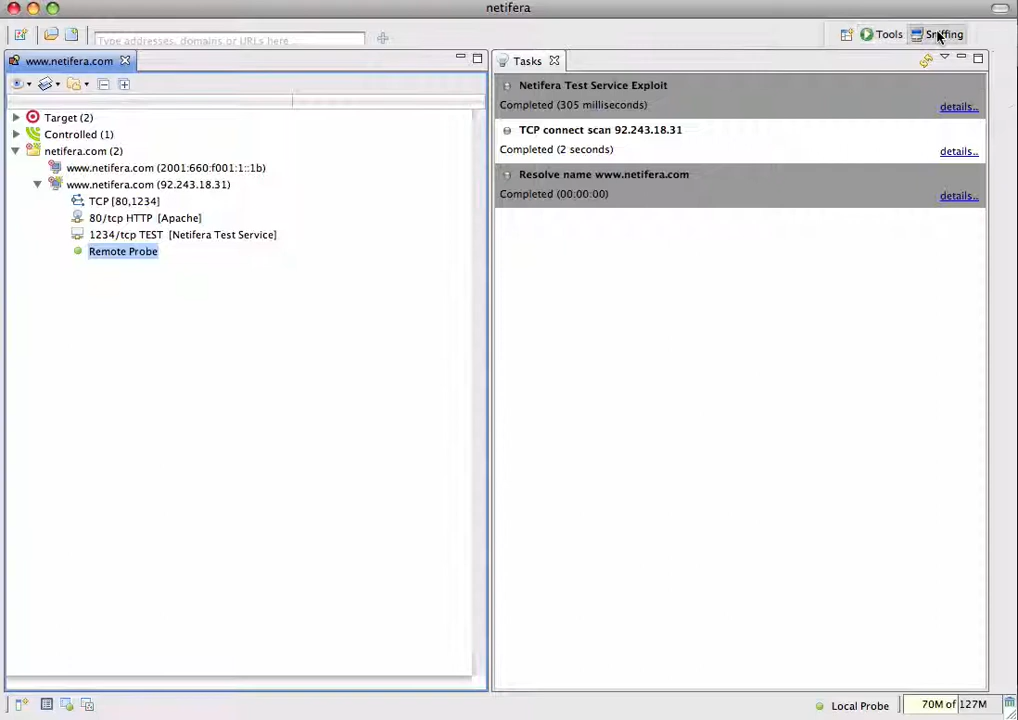 netifera
Type addresses, domains or URLs here
Tools
Sniffing
www.netifera.com
Tasks
Target (2)
Controlled (1)
netifera.com (2)
www.netifera.com (2001:660:f001:1::1b)
www.netifera.com (92.243.18.31)
TCP [80,1234]
80/tcp HTTP [Apache]
1234/tcp TEST [Netifera Test Service]
Remote Probe
Netifera Test Service Exploit
Completed (305 milliseconds)
details..
TCP connect scan 92.243.18.31
Completed (2 seconds)
details..
Resolve name www.netifera.com
Completed (00:00:00)
details..
Local Probe
70M of 127M